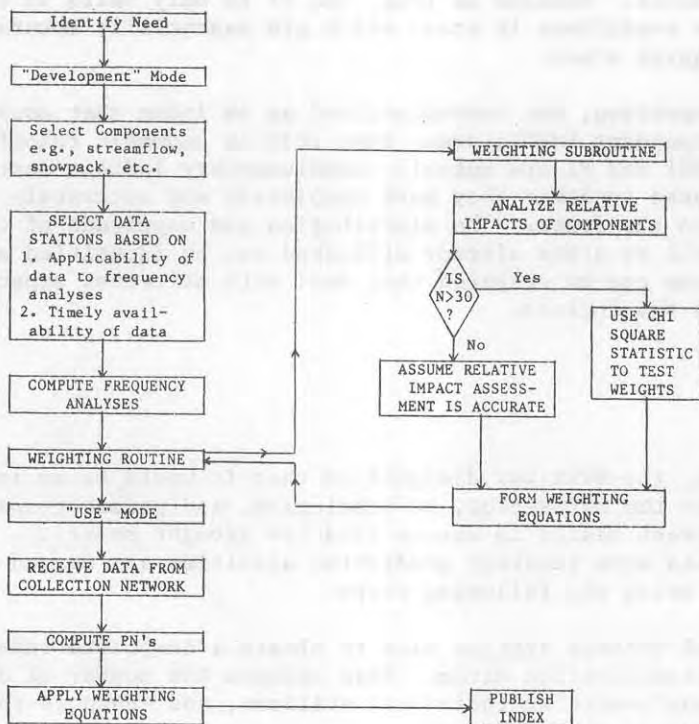 Identify Need
"Development" Mode
Select Components
e.g., streamflow,
snowpack, etc.
SELECT DATA
STATIONS BASED ON
1. Applicability of
data to frequency
analyses
2. Timely avail-
ability of data
COMPUTE FREQUENCY
ANALYSES
WEIGHTING ROUTINE
"USE" MODE
RECEIVE DATA FROM
COLLECTION NETWORK
COMPUTE PN's
APPLY WEIGHTING
EQUATIONS
WEIGHTING SUBROUTINE
ANALYZE RELATIVE
IMPACTS OF COMPONENTS
IS
N>30
?
Yes
No
USE CHI
SQUARE
STATISTIC
TO TEST
WEIGHTS
ASSUME RELATIVE
IMPACT ASSESS-
MENT IS ACCURATE
FORM WEIGHTING
EQUATIONS
PUBLISH
INDEX